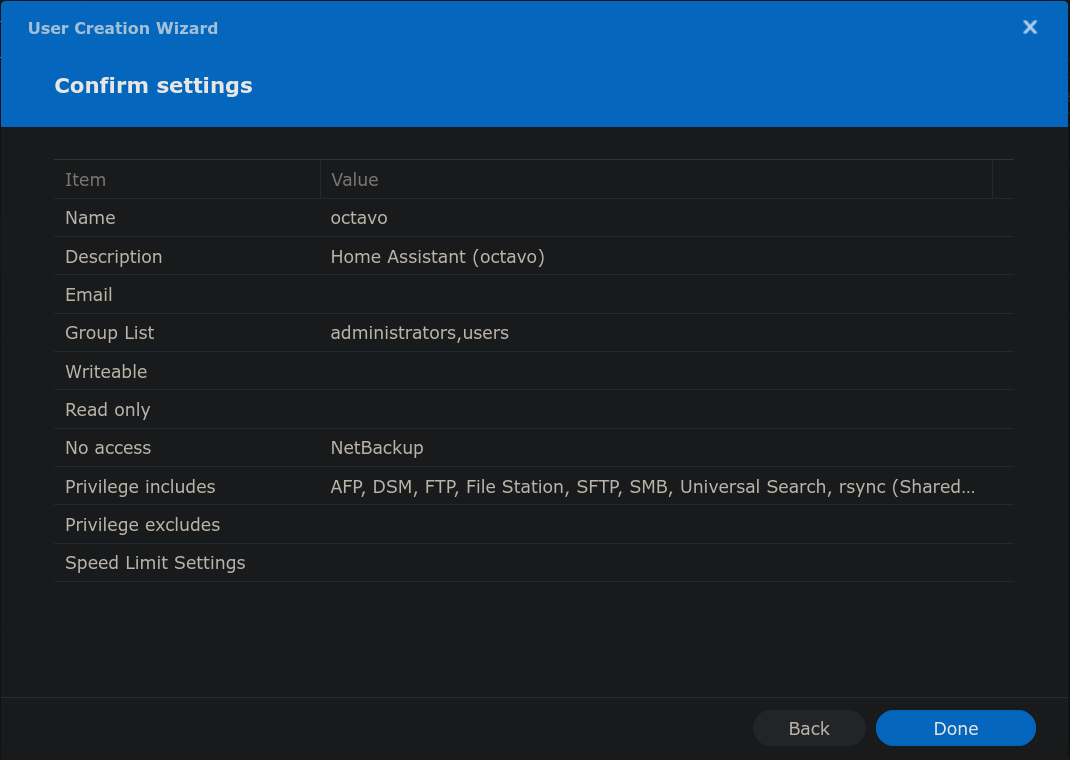 User Creation Wizard
Confirm settings
Item Value
Name octavo
Description Home Assistant (octavo)
Email
Group List administrators,users
Writeable
Read only
No access NetBackup
Privilege includes AFP, DSM, FTP, File Station, SFTP, SMB, Universal Search, rsync (Shared...
Privilege excludes
Speed Limit Settings
Back Done